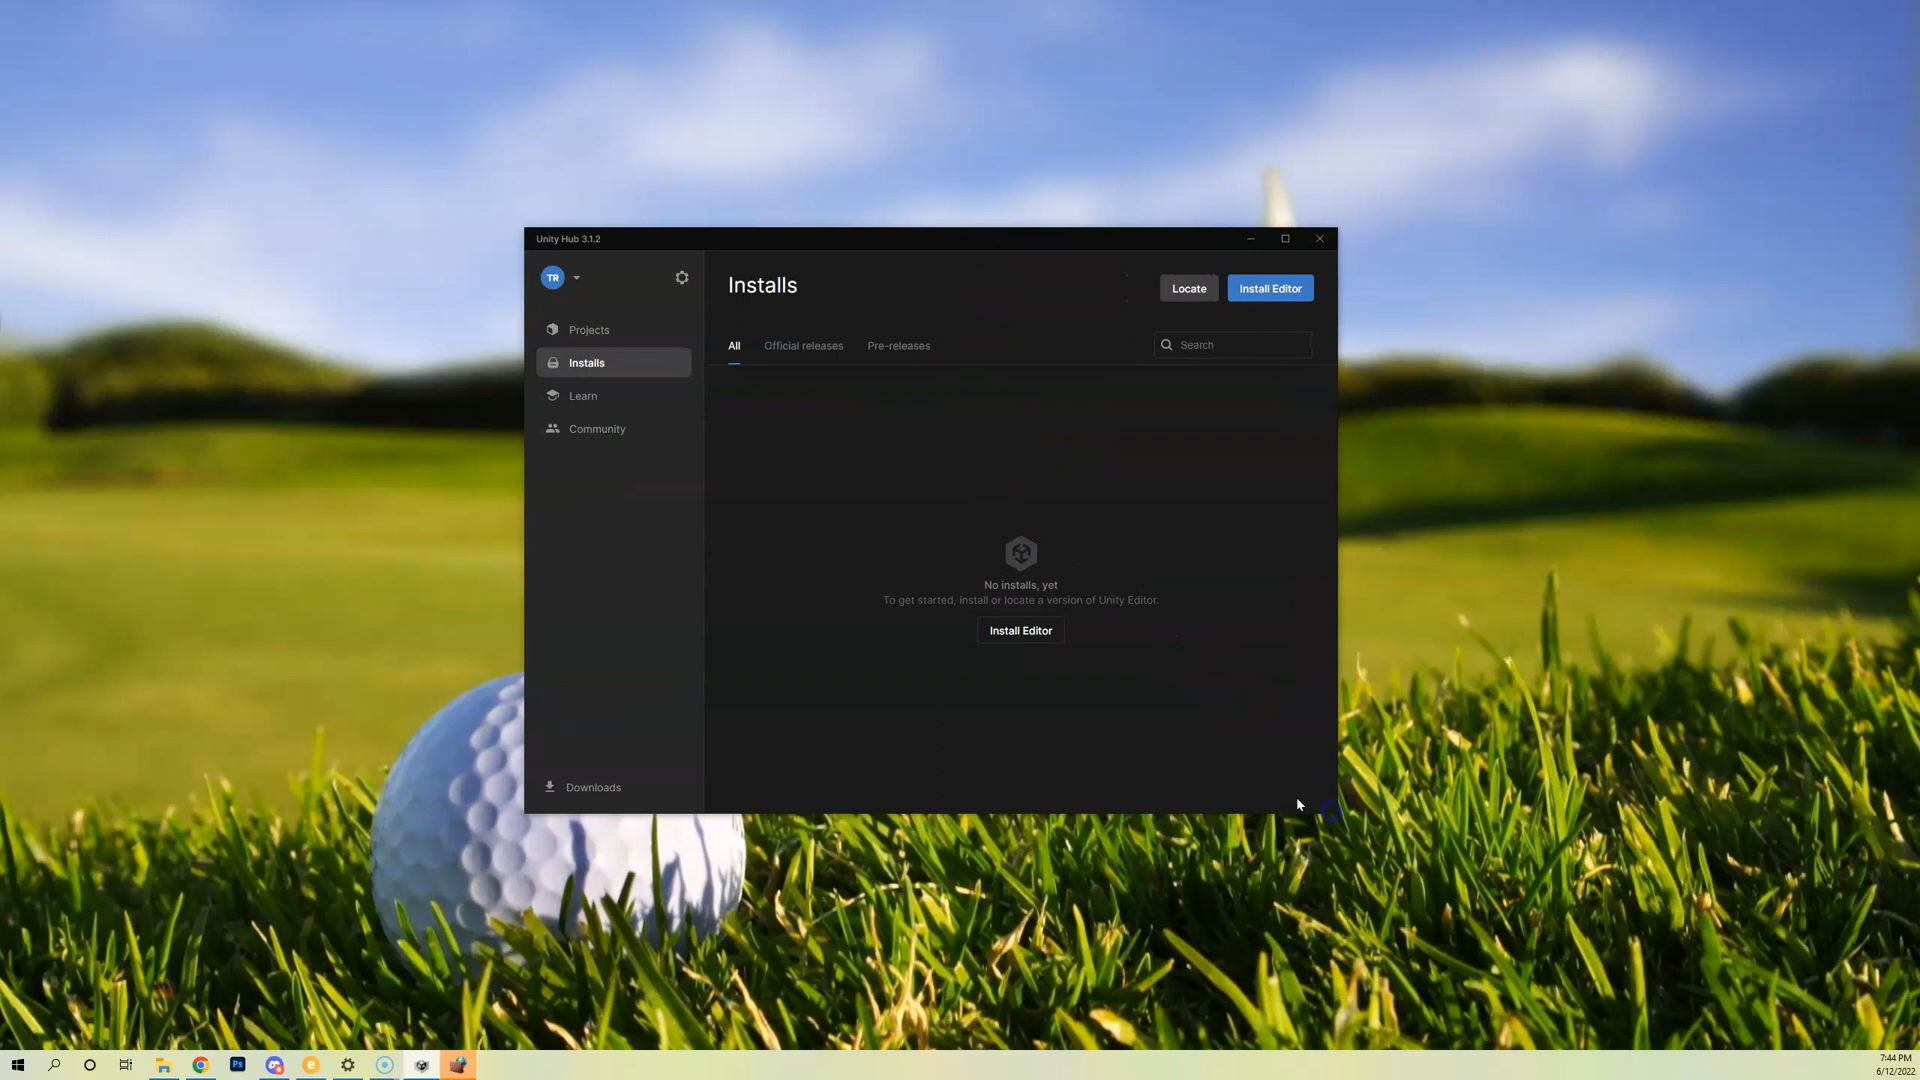 Unity Hub 3.1.2
TR
Installs
Locate
Install Editor
Projects
Installs
Learn
Community
All
Official releases
Pre-releases
Search
No installs, yet
To get started, install or locate a version of Unity Editor.
Install Editor
Downloads
Ps
e
7:44 PM
6/12/2022